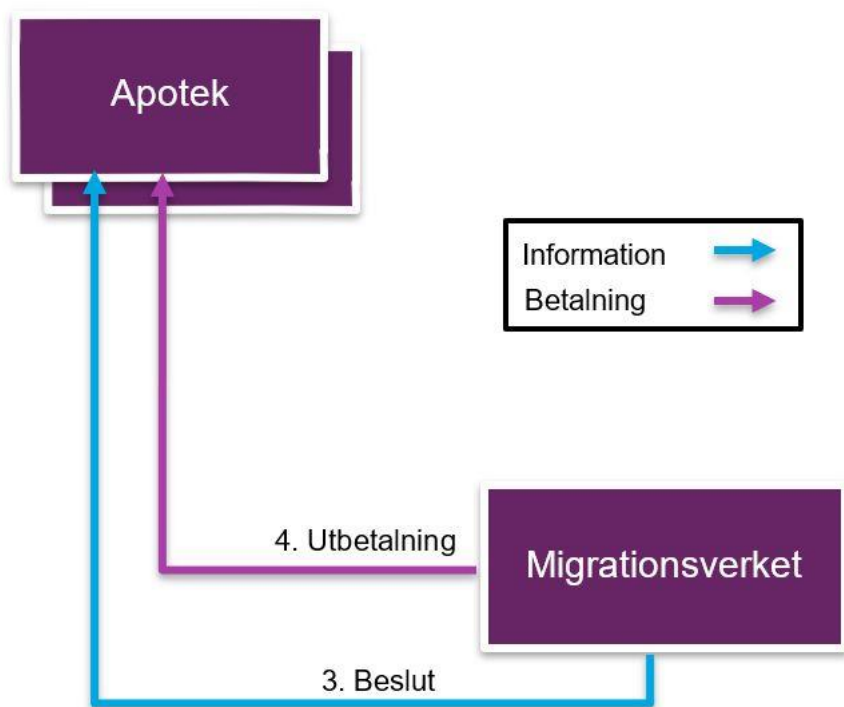 Apotek
Information
Betalning
4. Utbetalning
Migrationsverket
3. Beslut